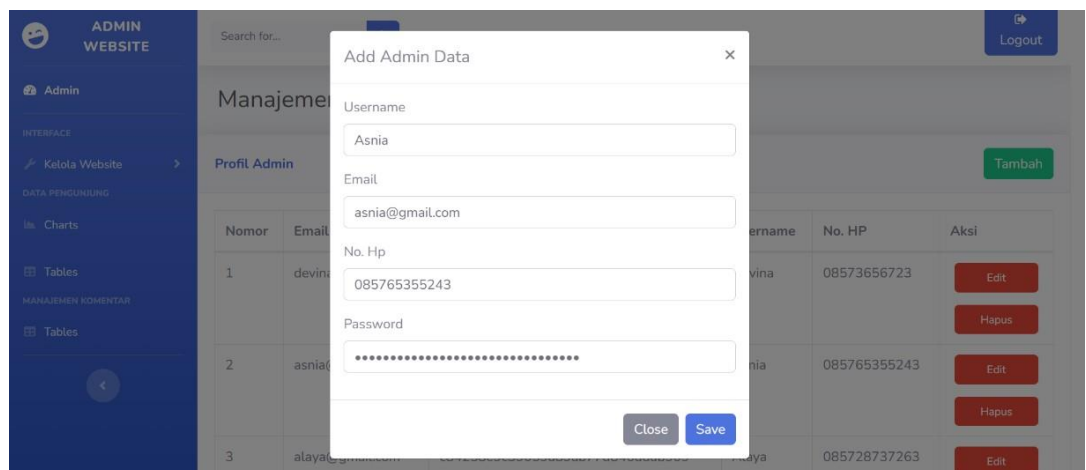 ADMIN
WEBSITE
Search for...
Logout
Add Admin Data
×
Admin
Manajemen
Username
Asnia
INTERFACE
Kelola Website
Profil Admin
Tambah
Email
DATA PENGUNJUNG
asnia@gmail.com
Charts
Nomor
Email
ername
No. HP
Aksi
No. Hp
Tables
1
devina
085765355243
vina
08573656723
Edit
MANAJEMEN KOMENTAR
Password
Hapus
Tables
••••••••••••••••••••••••••••••••
2
asnia@
nia
085765355243
Edit
Hapus
Close
Save
3
alaya@gmail.com
Alaya
085728737263
Edit